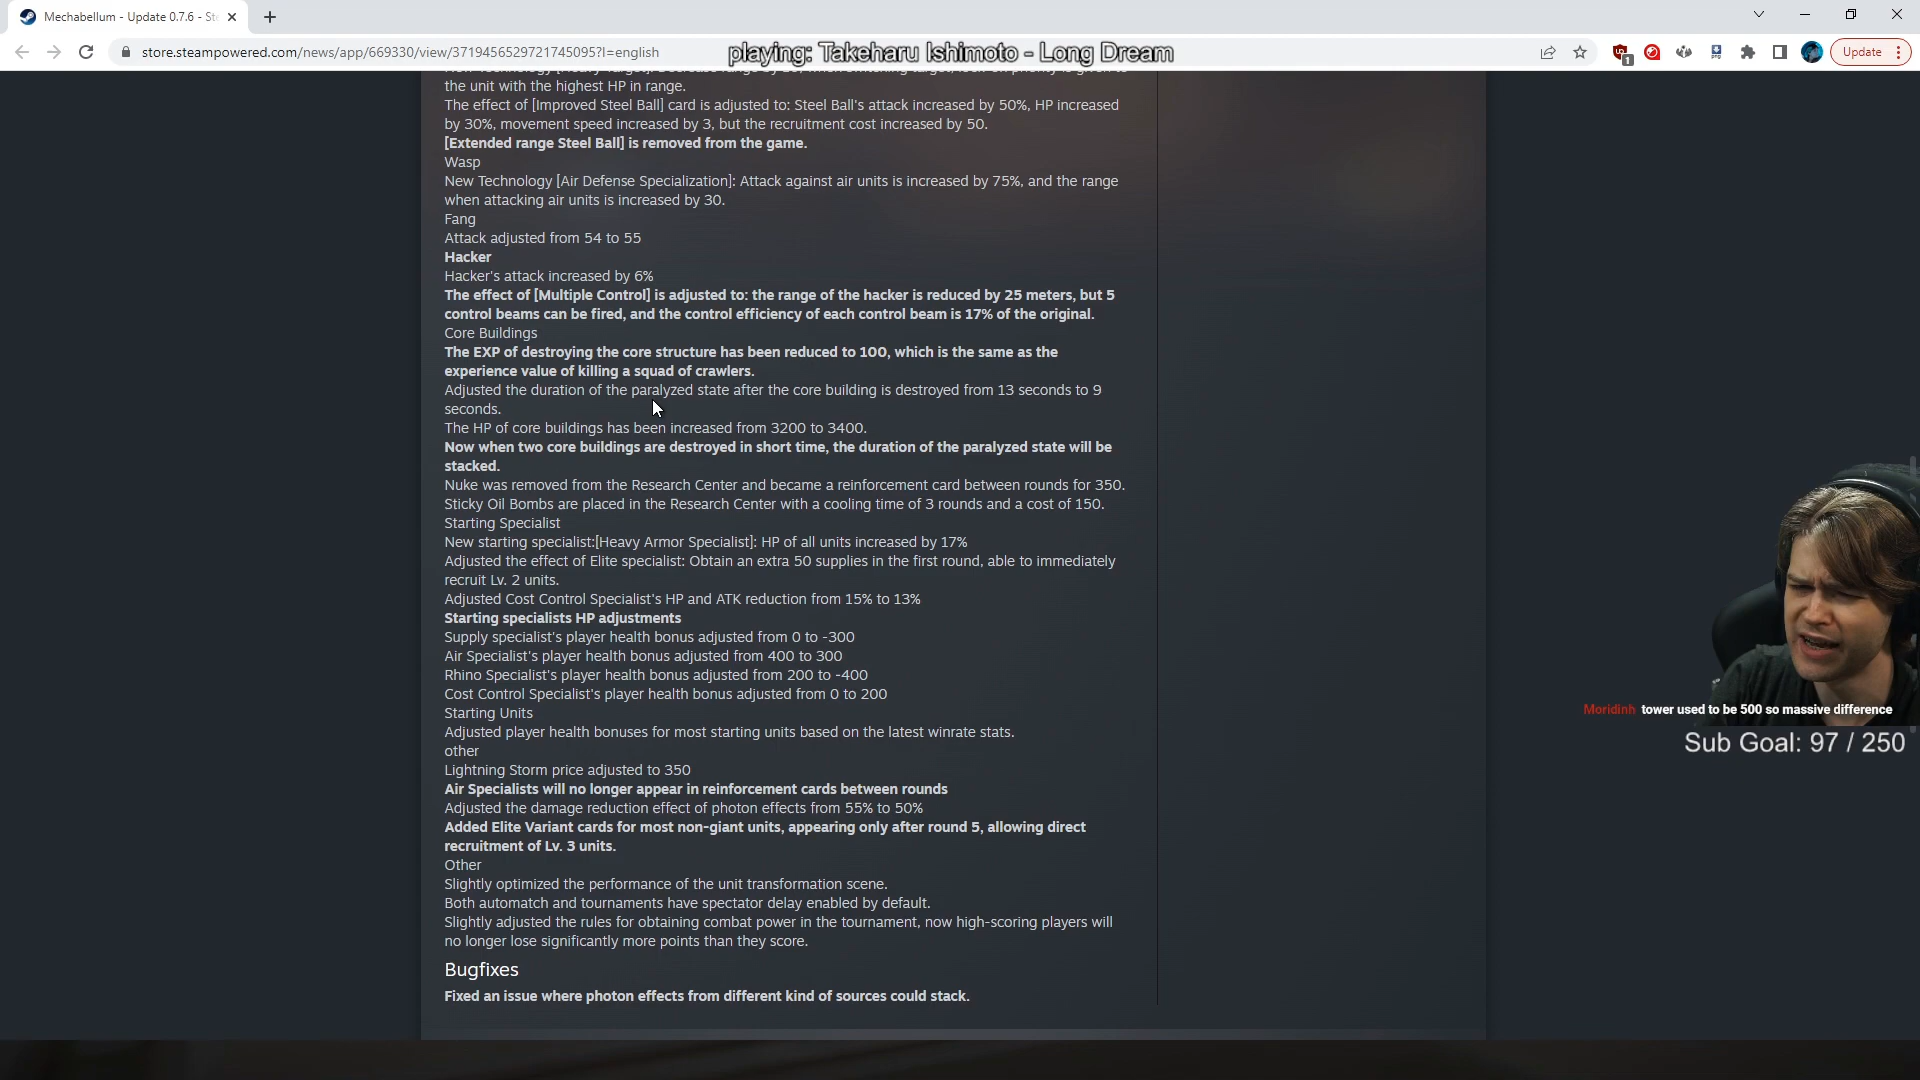 Mechabellum - Update 0.7.6 - Ste
store.steampowered.com/news/app/669330/view/3719456529721745095?l=english
playing: Takeharu Ishimoto - Long Dream
1
Update
the unit with the highest HP in range.
The effect of [Improved Steel Ball] card is adjusted to: Steel Ball's attack increased by 50%, HP increased
by 30%, movement speed increased by 3, but the recruitment cost increased by 50.
[Extended range Steel Ball] is removed from the game.
Wasp
New Technology [Air Defense Specialization]: Attack against air units is increased by 75%, and the range
when attacking air units is increased by 30.
Fang
Attack adjusted from 54 to 55
Hacker
Hacker's attack increased by 6%
The effect of [Multiple Control] is adjusted to: the range of the hacker is reduced by 25 meters, but 5
control beams can be fired, and the control efficiency of each control beam is 17% of the original.
Core Buildings
The EXP of destroying the core structure has been reduced to 100, which is the same as the
experience value of killing a squad of crawlers.
Adjusted the duration of the paralyzed state after the core building is destroyed from 13 seconds to 9
seconds.
The HP of core buildings has been increased from 3200 to 3400.
Now when two core buildings are destroyed in short time, the duration of the paralyzed state will be
stacked.
Nuke was removed from the Research Center and became a reinforcement card between rounds for 350.
Sticky Oil Bombs are placed in the Research Center with a cooling time of 3 rounds and a cost of 150.
Starting Specialist
New starting specialist:[Heavy Armor Specialist]: HP of all units increased by 17%
Adjusted the effect of Elite specialist: Obtain an extra 50 supplies in the first round, able to immediately
recruit Lv. 2 units.
Adjusted Cost Control Specialist's HP and ATK reduction from 15% to 13%
Starting specialists HP adjustments
Supply specialist's player health bonus adjusted from 0 to -300
Air Specialist's player health bonus adjusted from 400 to 300
Rhino Specialist's player health bonus adjusted from 200 to -400
Cost Control Specialist's player health bonus adjusted from 0 to 200
Starting Units
Adjusted player health bonuses for most starting units based on the latest winrate stats.
other
Lightning Storm price adjusted to 350
Air Specialists will no longer appear in reinforcement cards between rounds
Adjusted the damage reduction effect of photon effects from 55% to 50%
Added Elite Variant cards for most non-giant units, appearing only after round 5, allowing direct
recruitment of Lv. 3 units.
Other
Slightly optimized the performance of the unit transformation scene.
Both automatch and tournaments have spectator delay enabled by default.
Slightly adjusted the rules for obtaining combat power in the tournament, now high-scoring players will
no longer lose significantly more points than they score.
Bugfixes
Fixed an issue where photon effects from different kind of sources could stack.
Moridinh tower used to be 500 so massive difference
Sub Goal: 97 / 250